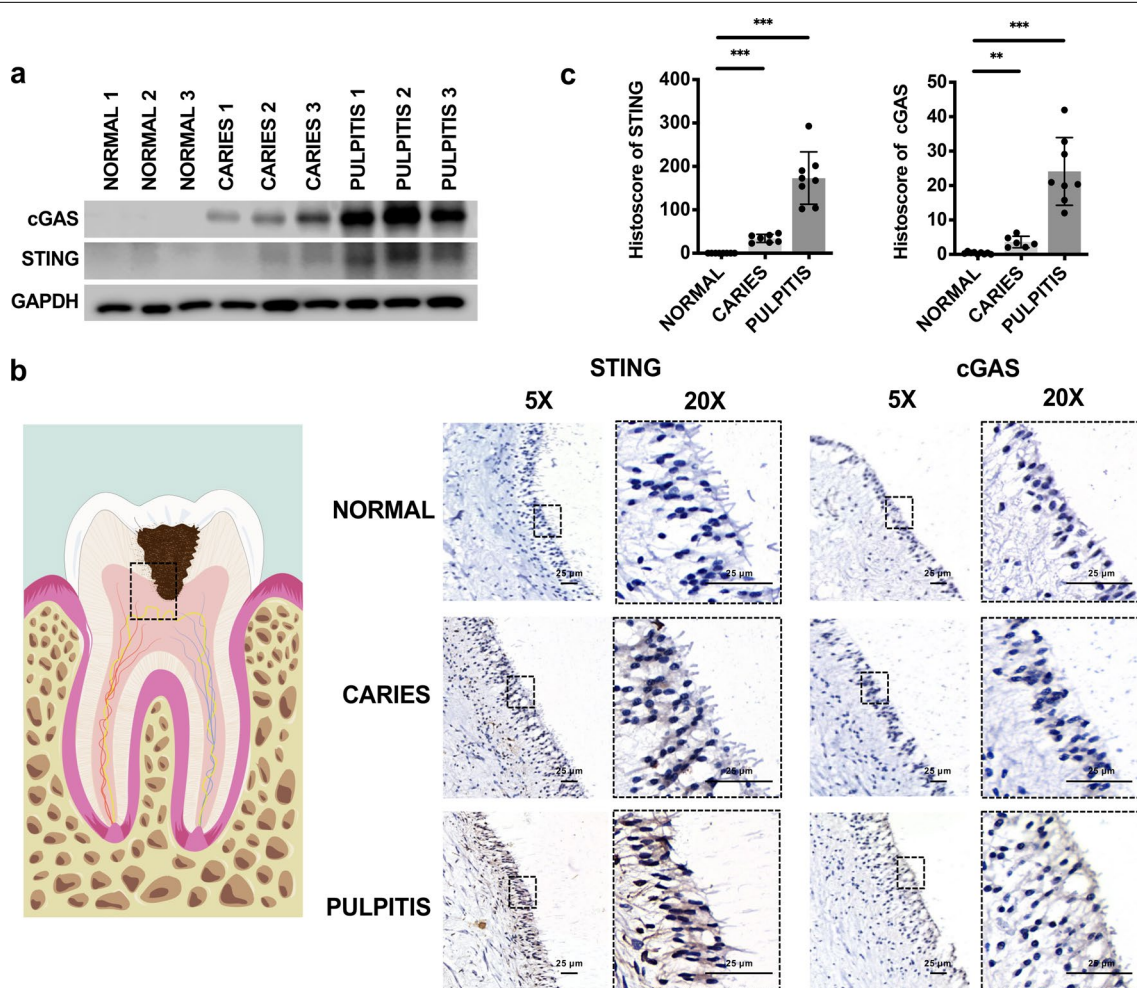 a
NORMAL 1
NORMAL 2
NORMAL 3
CARIES 1
CARIES 2
CARIES 3
PULPITIS 1
PULPITIS 2
PULPITIS 3
cGAS
STING
GAPDH
c
Histoscore of STING
400
300
200
100
0
***
***
NORMAL
CARIES
PULPITIS
Histoscore of cGAS
50
40
30
20
10
0
***
**
NORMAL
CARIES
PULPITIS
b
STING cGAS
5X 20X 5X 20X
NORMAL
25 µm 25 µm 25 µm 25 µm
CARIES
25 µm 25 µm 25 µm 25 µm
PULPITIS
25 µm 25 µm 25 µm 25 µm